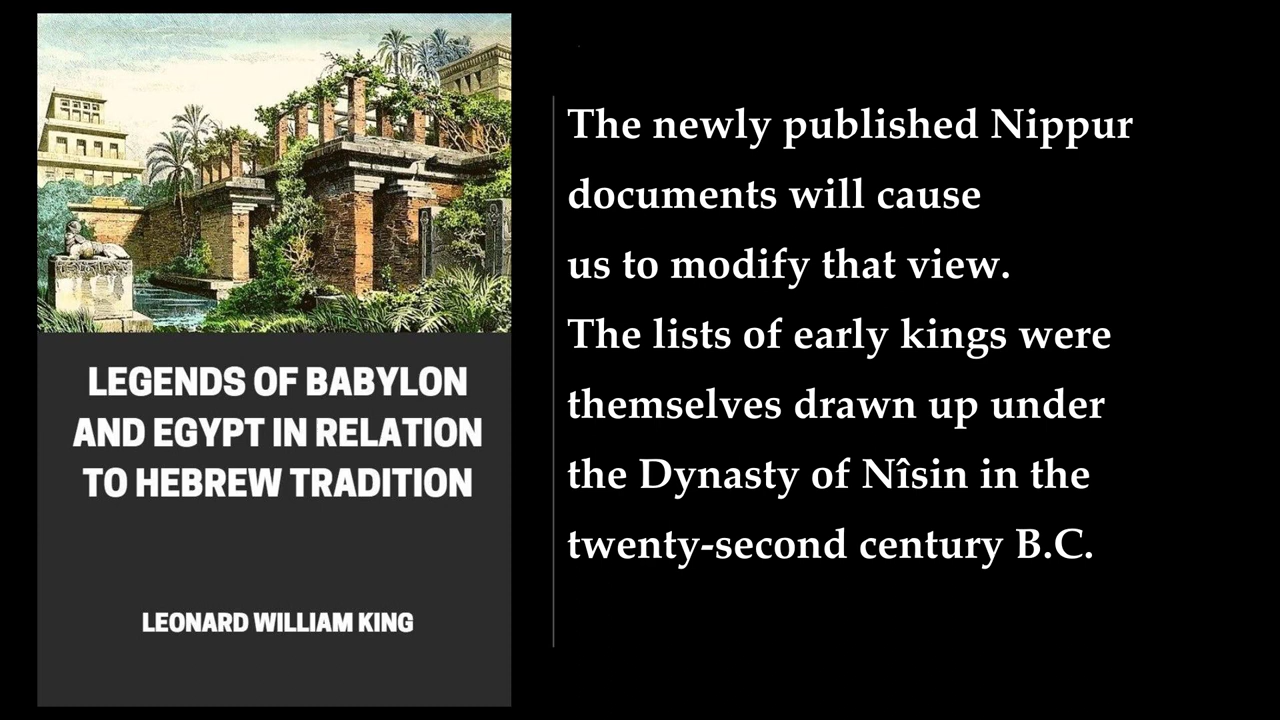 LEGENDS OF BABYLON
AND EGYPT IN RELATION
TO HEBREW TRADITION
LEONARD WILLIAM KING
The newly published Nippur
documents will cause
us to modify that view.
The lists of early kings were
themselves drawn up under
the Dynasty of Nîsin in the
twenty-second century B.C.